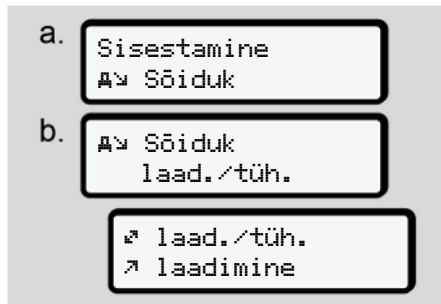 a.
Sisestamine
Sõiduk
b.
Sõiduk
laad./tüh.
laad./tüh.
laadimine